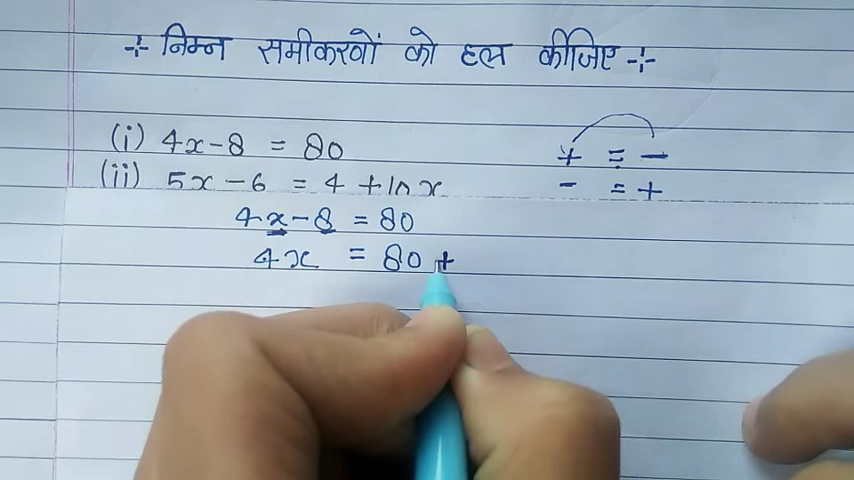 -:- निम्न समीकरणों को हल कीजिए -:-
(i) 4x-8 = 80
+ = -
(ii) 5x - 6 = 4 + 10x
- = +
4x - 8 = 80
4x = 80 +